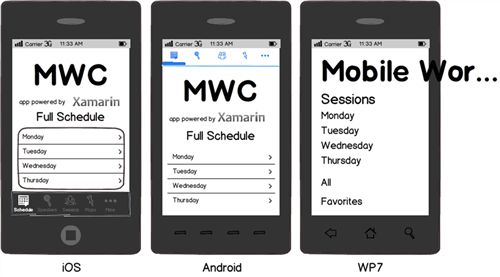 Carrier 3G 11:33 AM
MWC
app powered by Xamarin
Full Schedule
Monday
Tuesday
Wednesday
Thursday
Schedule Speakers Sessions Maps More
iOS
Carrier 3G 11:33 AM
MWC
app powered by Xamarin
Full Schedule
Monday
Tuesday
Wednesday
Thursday
Android
Carrier 3G 11:33 AM
Mobile Wor...
Sessions
Monday
Tuesday
Wednesday
Thursday
All
Favorites
WP7